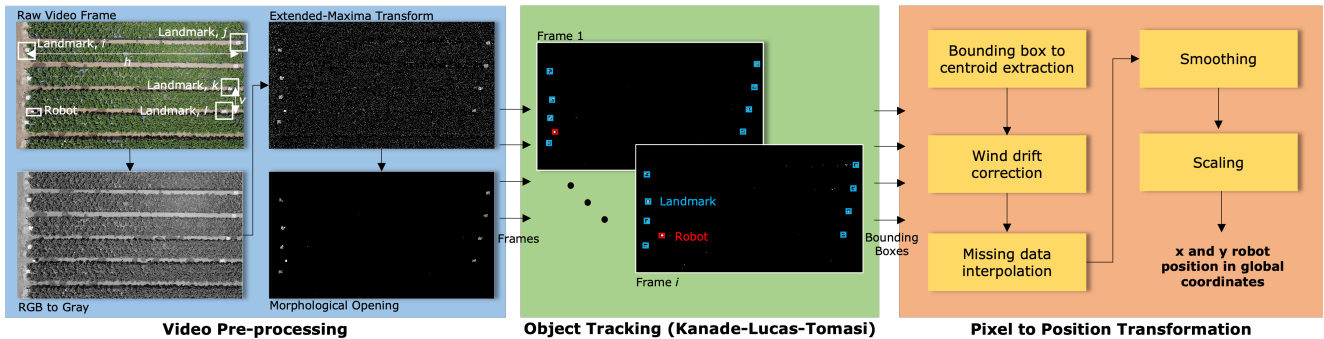 Raw Video Frame
Landmark, i
Landmark, j
h
Landmark, k
v
Robot
Landmark, l
RGB to Gray
Extended-Maxima Transform
Morphological Opening
Video Pre-processing
Frames
Frame 1
Landmark
Robot
Frame i
Object Tracking (Kanade-Lucas-Tomasi)
Bounding
Boxes
Bounding box to
centroid extraction
Wind drift
correction
Missing data
interpolation
Smoothing
Scaling
x and y robot
position in global
coordinates
Pixel to Position Transformation